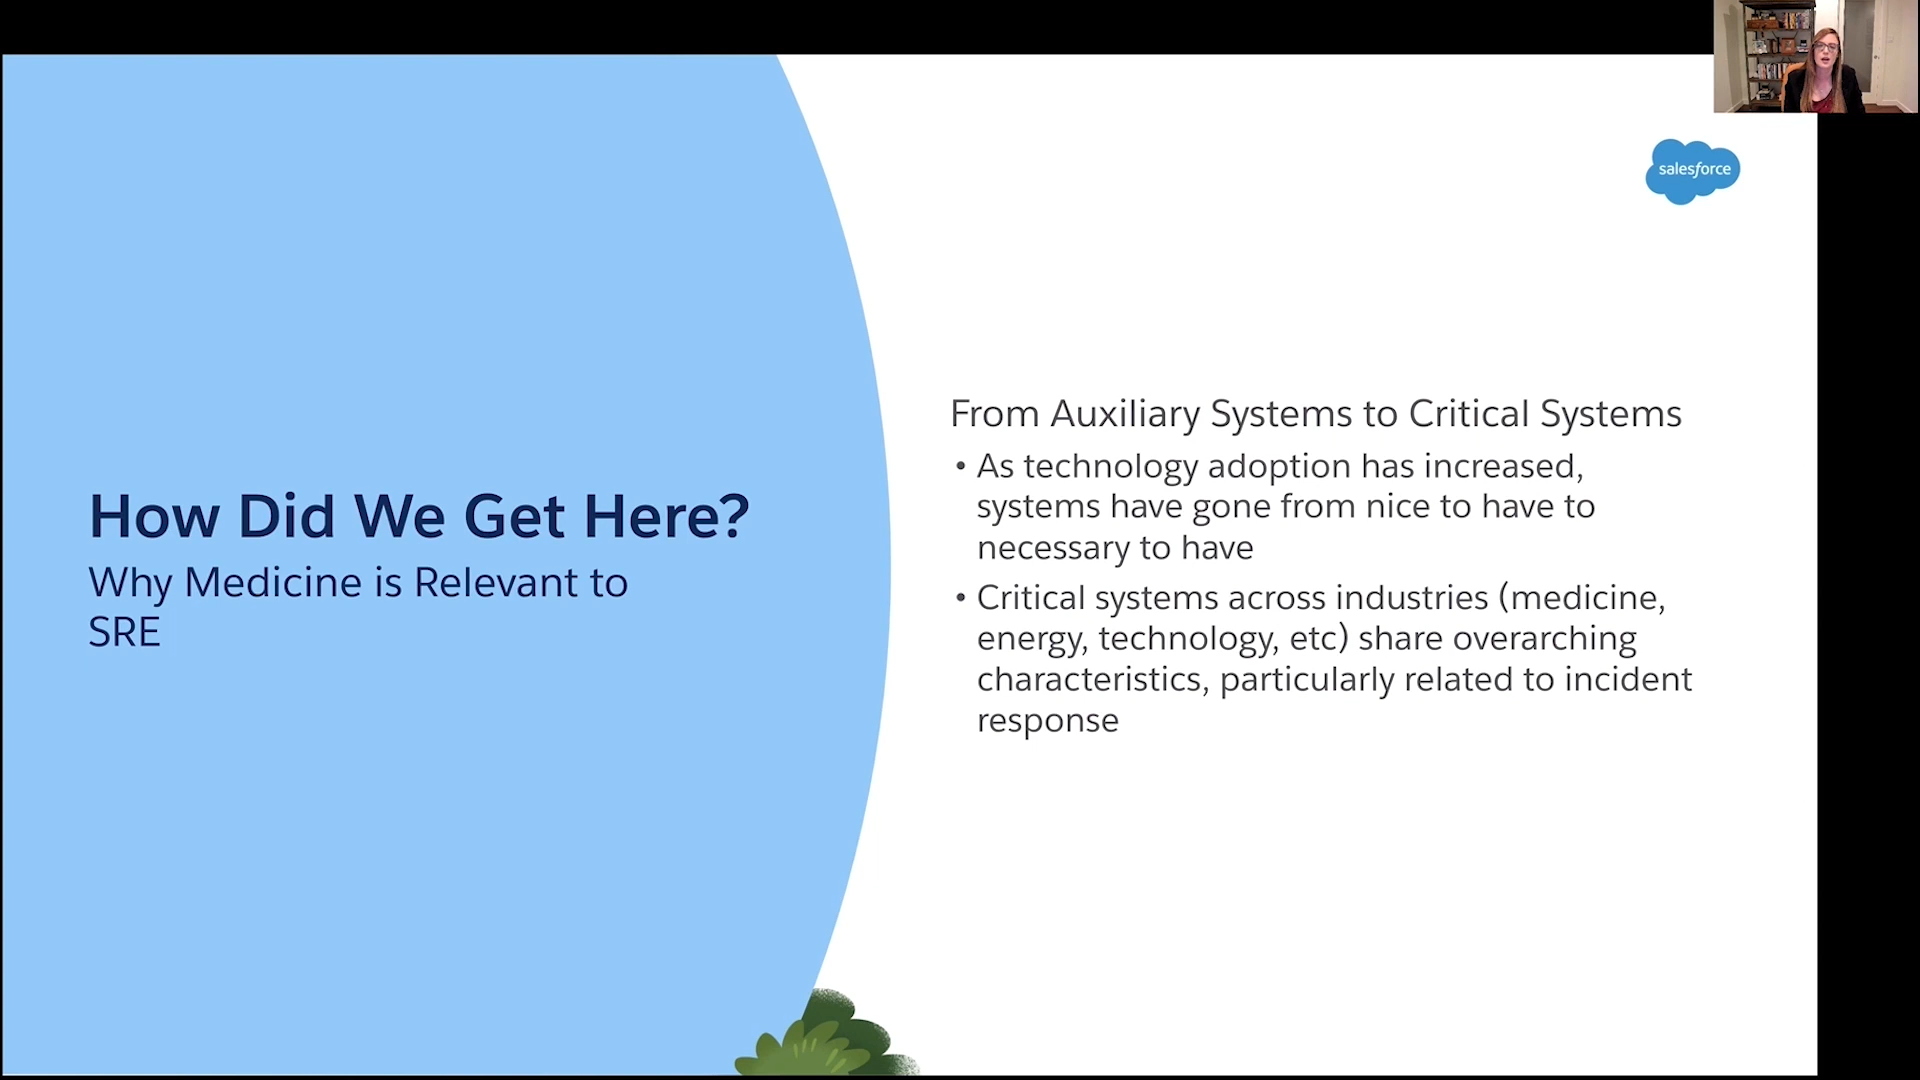 salesforce
How Did We Get Here?
Why Medicine is Relevant to
SRE
From Auxiliary Systems to Critical Systems
• As technology adoption has increased,
systems have gone from nice to have to
necessary to have
• Critical systems across industries (medicine,
energy, technology, etc) share overarching
characteristics, particularly related to incident
response